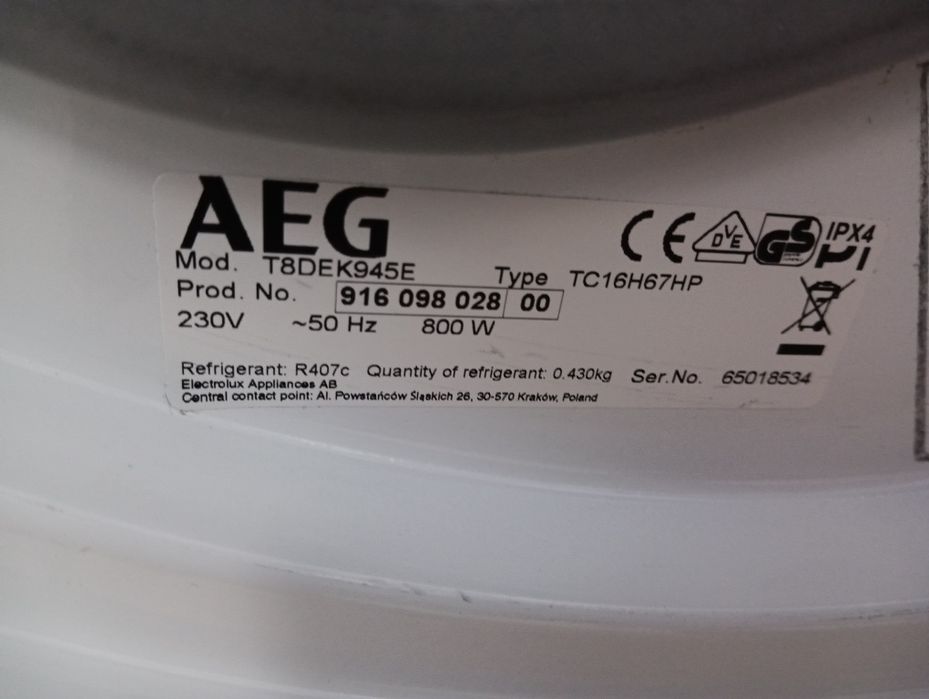 AEG
CE DVE GS IPX4
Mod. T8DEK945E Type TC16H67HP
Prod. No. 916 098 028 00
230V ~50 Hz 800 W
Refrigerant: R407c Quantity of refrigerant: 0.430kg Ser.No. 65018534
Electrolux Appliances AB
Central contact point: Al. Powstańców Śląskich 26, 30-570 Kraków, Poland